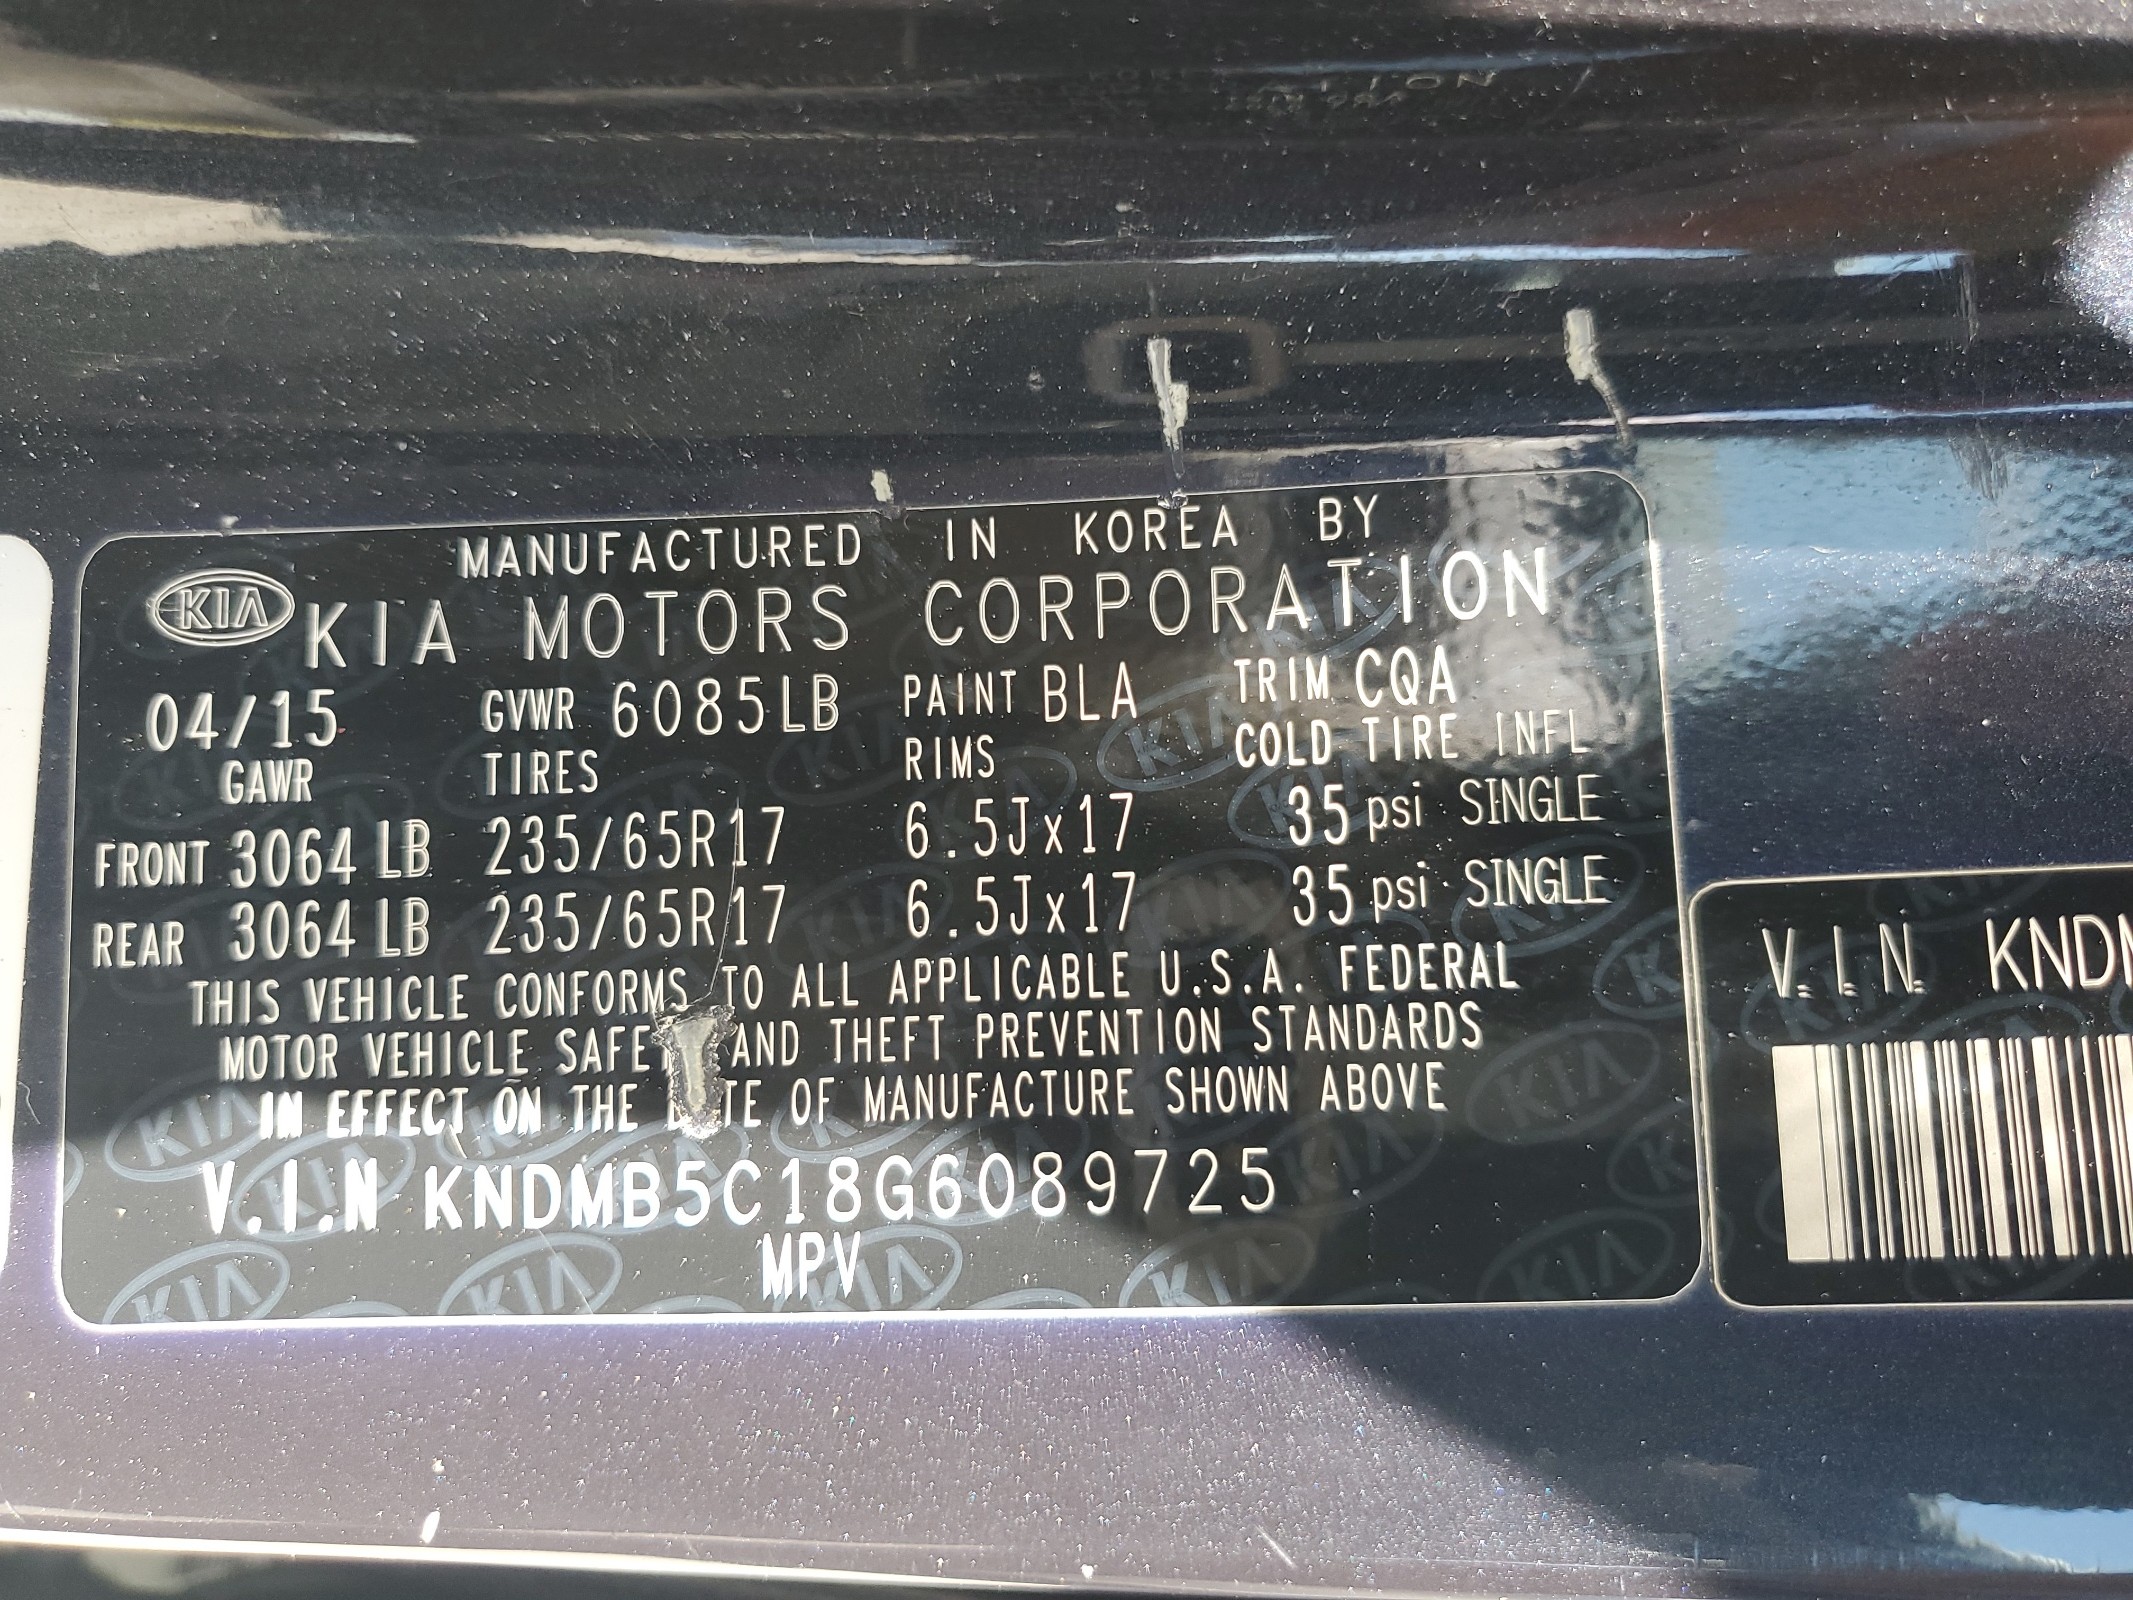 MANUFACTURED IN KOREA BY
KIA KIA MOTORS CORPORATION
04/15 GVWR 6085LB PAINT BLA TRIM CQA
GAWR TIRES RIMS COLD TIRE INFL
FRONT 3064 LB 235/65R17 6.5Jx17 35 psi SINGLE
REAR 3064 LB 235/65R17 6.5Jx17 35 psi SINGLE
THIS VEHICLE CONFORMS TO ALL APPLICABLE U.S.A. FEDERAL
MOTOR VEHICLE AND THEFT PREVENTION STANDARDS
IN EFFECT ON THE OF MANUFACTURE SHOWN ABOVE
V.I.N KNDMB5C18G6089725
MPV
V.I.N. KNDM